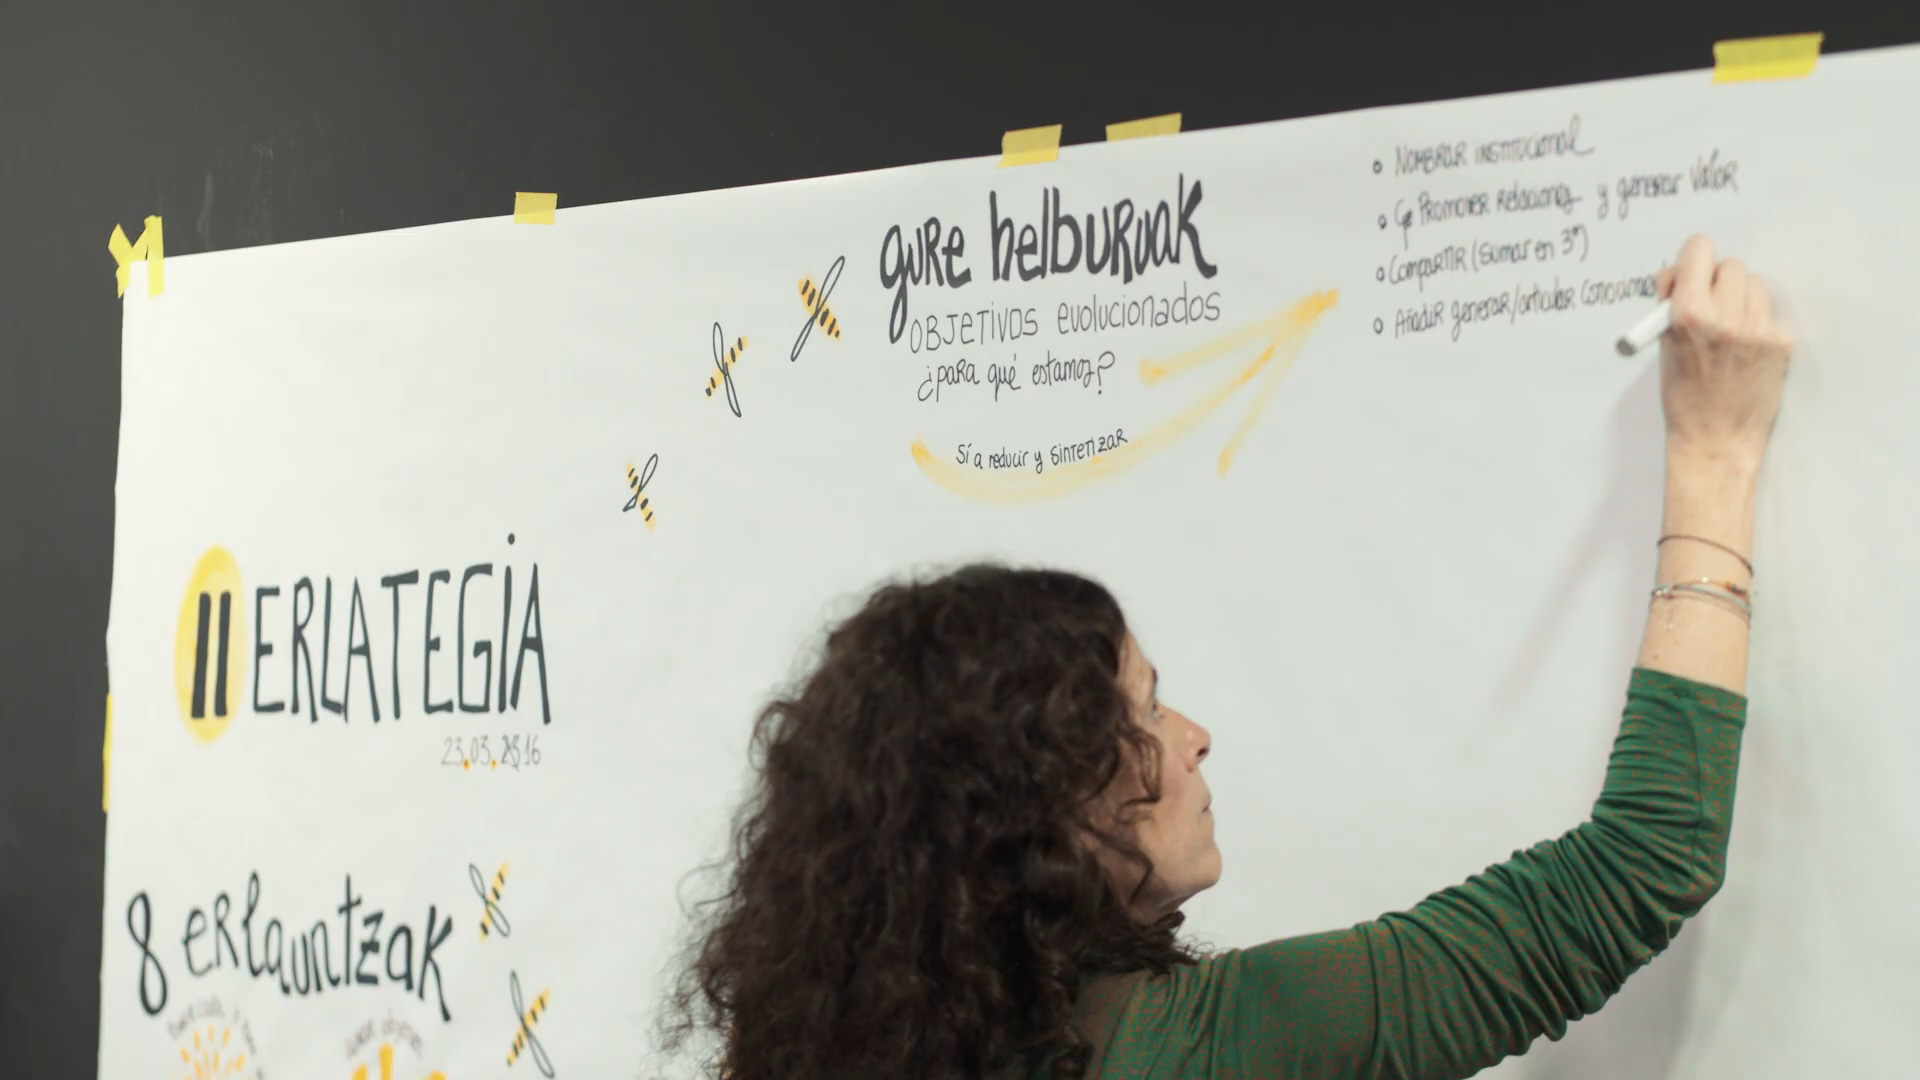 gure helburuak
OBJETIVOS evolucionados
¿para qué estamos?
Sí a reducir y sintetizar
• Nombrar institucional
• Promover relaciones y generar valor
• Compartir (sumar en 3º)
• Añadir generar/articular
II ERLATEGIA
23.03.2016
8 erlauntzak